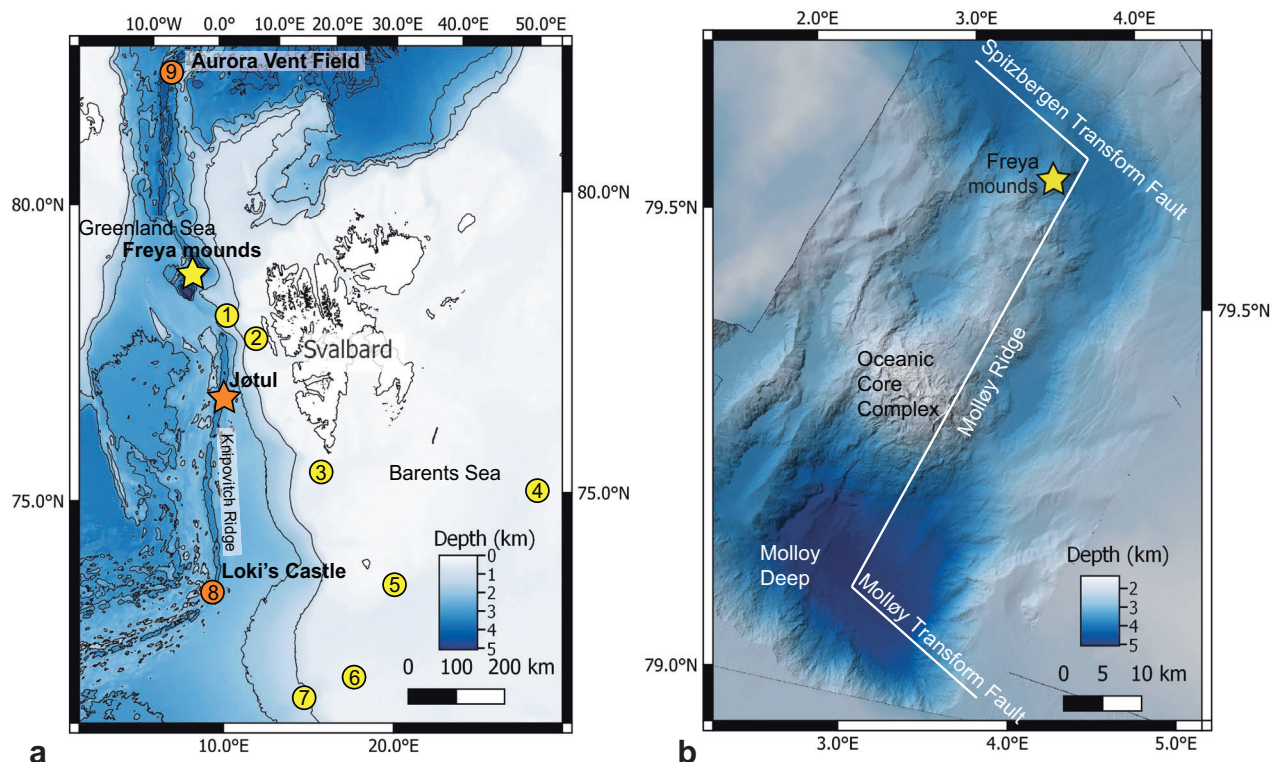 10.0°W 0.0° 10.0°E 20.0°E 30.0°E 40.0°E 50.0°E
9 Aurora Vent Field
80.0°N
80.0°N
Greenland Sea
Freya mounds
1
2
Svalbard
Jøtul
Knipovitch Ridge
3
Barents Sea
4
75.0°N
75.0°N
Depth (km)
0
1
2
3
4
5
Loki's Castle
8
5
0 100 200 km
6
7
10.0°E 20.0°E
a
2.0°E 3.0°E 4.0°E
Spitzbergen Transform Fault
Freya
mounds
79.5°N
79.5°N
Oceanic
Core
Complex
Molløy Ridge
Molloy
Deep
Molløy Transform Fault
Depth (km)
2
3
4
5
0 5 10 km
79.0°N
3.0°E 4.0°E 5.0°E
b